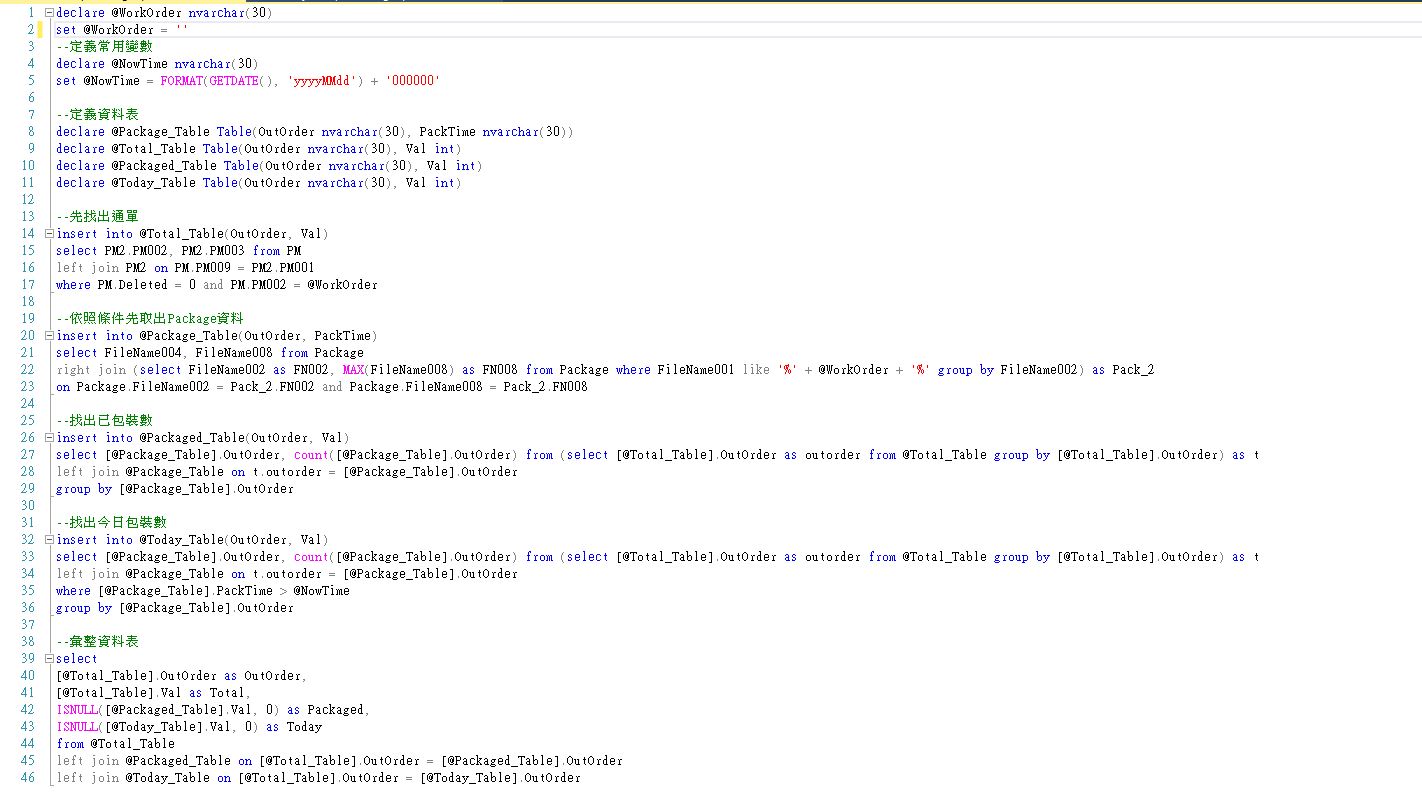 1 declare @WorkOrder nvarchar(30)
2 set @WorkOrder = ''
3 --定義常用變數
4 declare @NowTime nvarchar(30)
5 set @NowTime = FORMAT(GETDATE(), 'yyyyMMdd') + '000000'
6
7 --定義資料表
8 declare @Package_Table Table(OutOrder nvarchar(30), PackTime nvarchar(30))
9 declare @Total_Table Table(OutOrder nvarchar(30), Val int)
10 declare @Packaged_Table Table(OutOrder nvarchar(30), Val int)
11 declare @Today_Table Table(OutOrder nvarchar(30), Val int)
12
13 --先找出通單
14 insert into @Total_Table(OutOrder, Val)
15 select PM2.PM002, PM2.PM003 from PM
16 left join PM2 on PM.PM009 = PM2.PM001
17 where PM.Deleted = 0 and PM.PM002 = @WorkOrder
18
19 --依照條件先取出Package資料
20 insert into @Package_Table(OutOrder, PackTime)
21 select FileName004, FileName008 from Package
22 right join (select FileName002 as FN002, MAX(FileName008) as FN008 from Package where FileName001 like '%' + @WorkOrder + '%' group by FileName002) as Pack_2
23 on Package.FileName002 = Pack_2.FN002 and Package.FileName008 = Pack_2.FN008
24
25 --找出已包裝數
26 insert into @Packaged_Table(OutOrder, Val)
27 select [@Package_Table].OutOrder, count([@Package_Table].OutOrder) from (select [@Total_Table].OutOrder as outorder from @Total_Table group by [@Total_Table].OutOrder) as t
28 left join @Package_Table on t.outorder = [@Package_Table].OutOrder
29 group by [@Package_Table].OutOrder
30
31 --找出今日包裝數
32 insert into @Today_Table(OutOrder, Val)
33 select [@Package_Table].OutOrder, count([@Package_Table].OutOrder) from (select [@Total_Table].OutOrder as outorder from @Total_Table group by [@Total_Table].OutOrder) as t
34 left join @Package_Table on t.outorder = [@Package_Table].OutOrder
35 where [@Package_Table].PackTime > @NowTime
36 group by [@Package_Table].OutOrder
37
38 --彙整資料表
39 select
40 [@Total_Table].OutOrder as OutOrder,
41 [@Total_Table].Val as Total,
42 ISNULL([@Packaged_Table].Val, 0) as Packaged,
43 ISNULL([@Today_Table].Val, 0) as Today
44 from @Total_Table
45 left join @Packaged_Table on [@Total_Table].OutOrder = [@Packaged_Table].OutOrder
46 left join @Today_Table on [@Total_Table].OutOrder = [@Today_Table].OutOrder